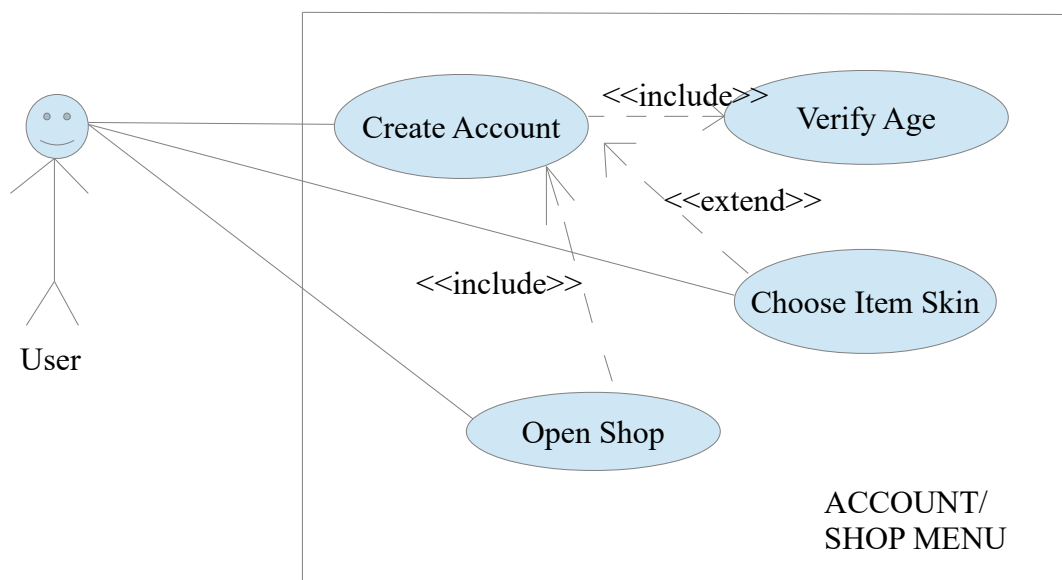 <<include>>
Create Account
Verify Age
<<extend>>
<<include>>
Choose Item Skin
User
Open Shop
ACCOUNT/
SHOP MENU